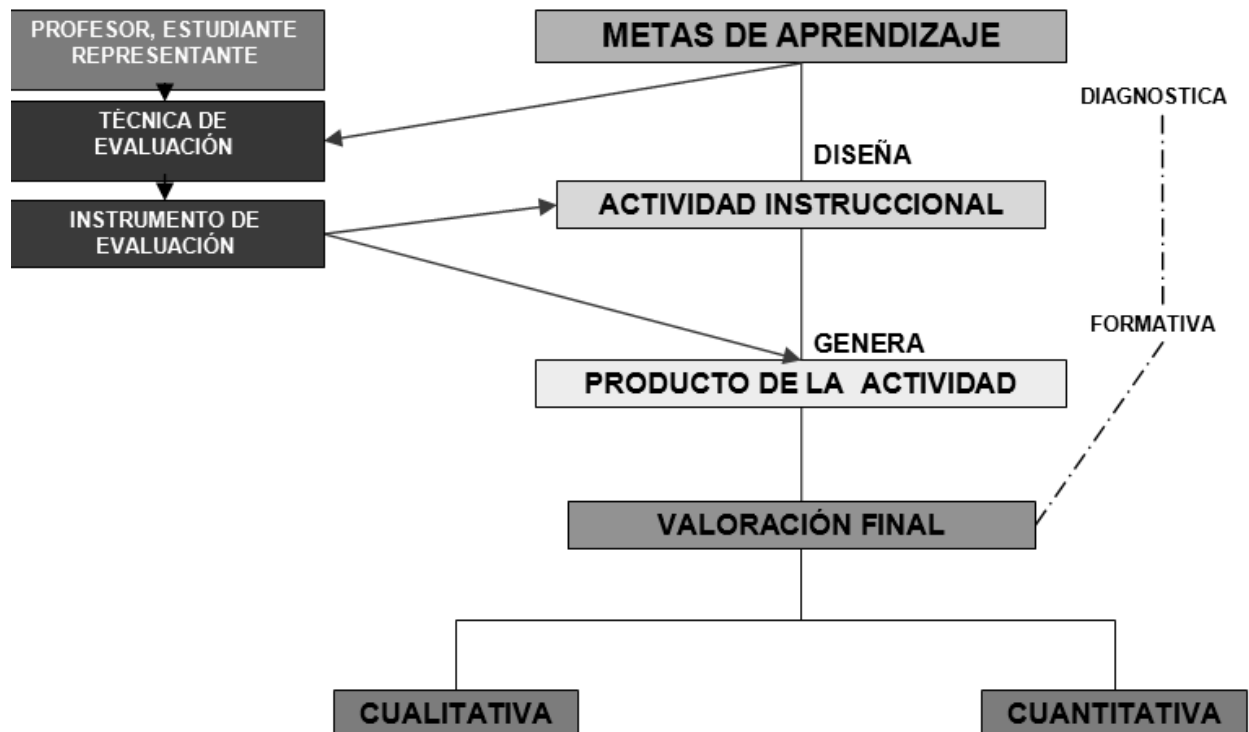 PROFESOR, ESTUDIANTE
REPRESENTANTE
TÉCNICA DE
EVALUACIÓN
INSTRUMENTO DE
EVALUACIÓN
METAS DE APRENDIZAJE
DISEÑA
ACTIVIDAD INSTRUCCIONAL
GENERA
PRODUCTO DE LA ACTIVIDAD
VALORACIÓN FINAL
CUALITATIVA
CUANTITATIVA
DIAGNOSTICA
FORMATIVA